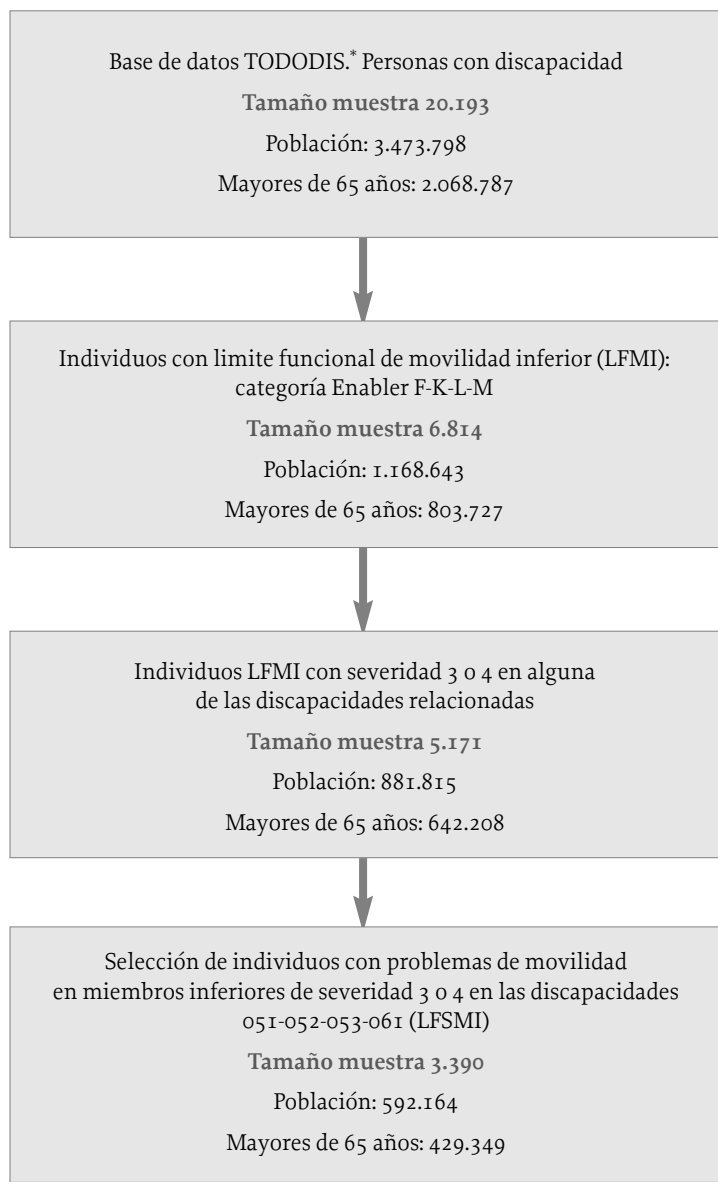 Base de datos TODODIS.* Personas con discapacidad
Tamaño muestra 20.193
Población: 3.473.798
Mayores de 65 años: 2.068.787
Individuos con limite funcional de movilidad inferior (LFMI):
categoría Enabler F-K-L-M
Tamaño muestra 6.814
Población: 1.168.643
Mayores de 65 años: 803.727
Individuos LFMI con severidad 3 o 4 en alguna
de las discapacidades relacionadas
Tamaño muestra 5.171
Población: 881.815
Mayores de 65 años: 642.208
Selección de individuos con problemas de movilidad
en miembros inferiores de severidad 3 o 4 en las discapacidades
051-052-053-061 (LFSMI)
Tamaño muestra 3.390
Población: 592.164
Mayores de 65 años: 429.349